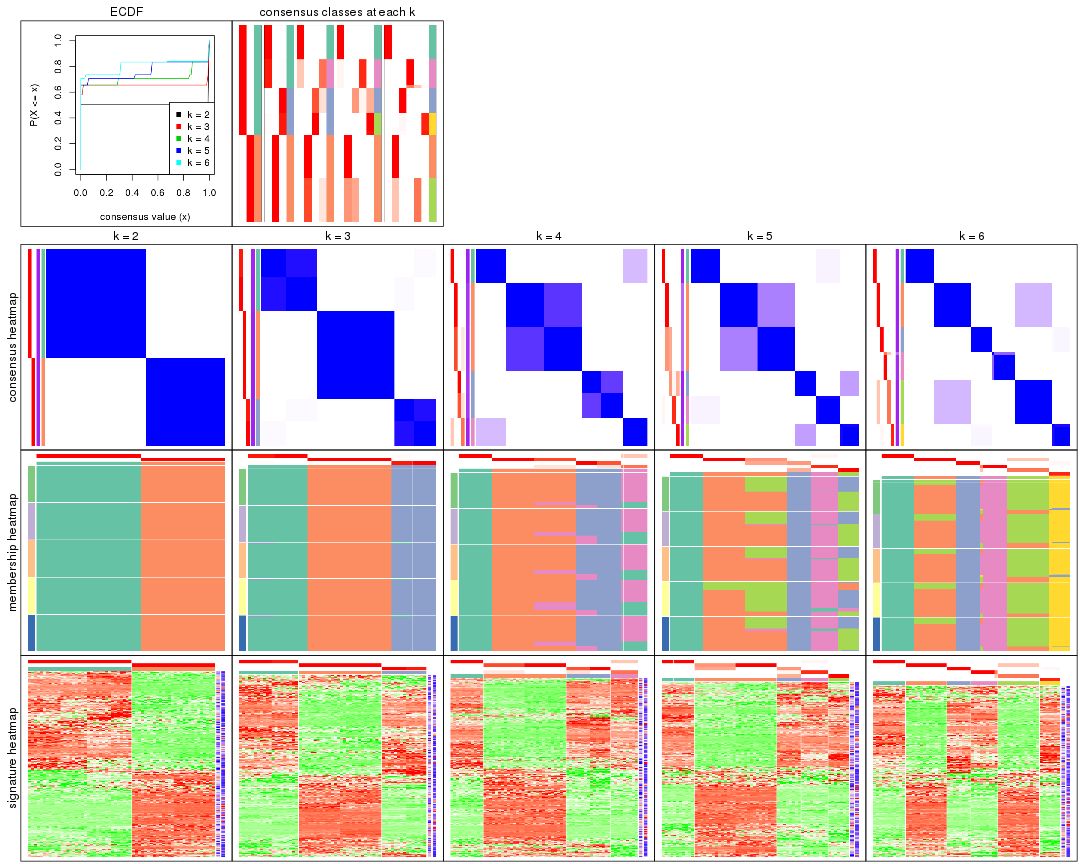 ECDF
consensus classes at each k
P(X <= x)
0.0 0.2 0.4 0.6 0.8 1.0
k = 2
k = 3
k = 4
k = 5
k = 6
0.0 0.2 0.4 0.6 0.8 1.0
consensus value (x)
k = 2
k = 3
k = 4
k = 5
k = 6
consensus heatmap
membership heatmap
signature heatmap